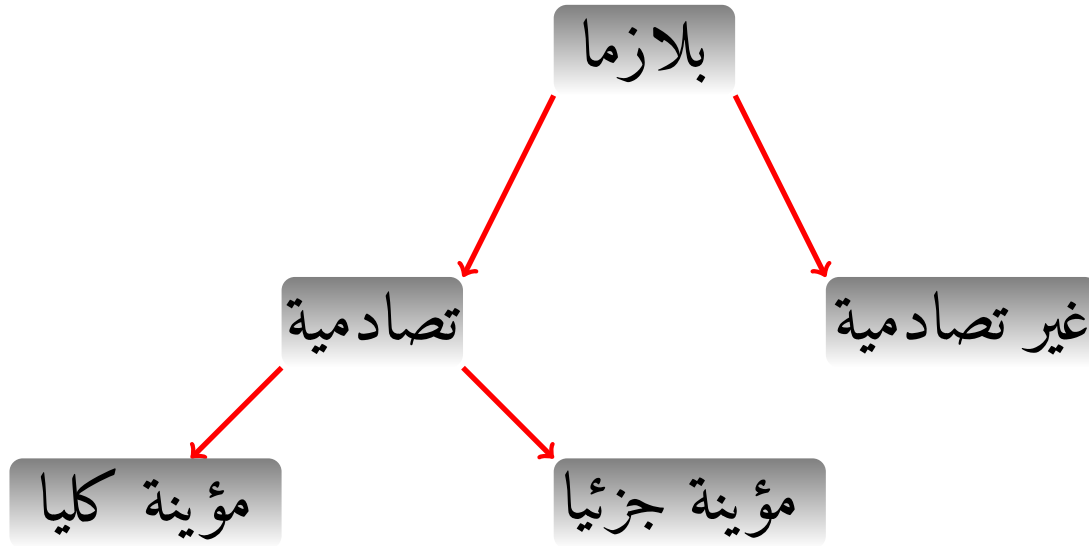 بلازما
غير تصادمية
تصادمية
مؤينة جزئيا
مؤينة كليا